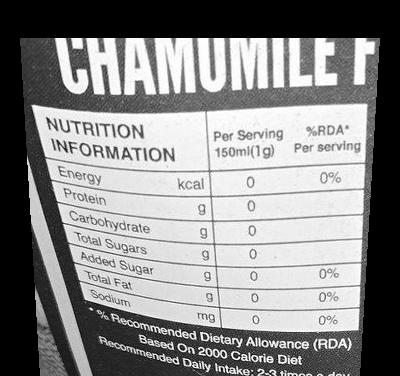 CHAMOMILE F
NUTRITION INFORMATION Per Serving 150ml(1g) %RDA* Per serving
Energy kcal 0 0%
Protein g 0
Carbohydrate g 0
Total Sugars g 0
Added Sugar g 0 0%
Total Fat g 0 0%
Sodium mg 0 0%
* % Recommended Dietary Allowance (RDA)
Based On 2000 Calorie Diet
Recommended Daily Intake: 2-3 times a day